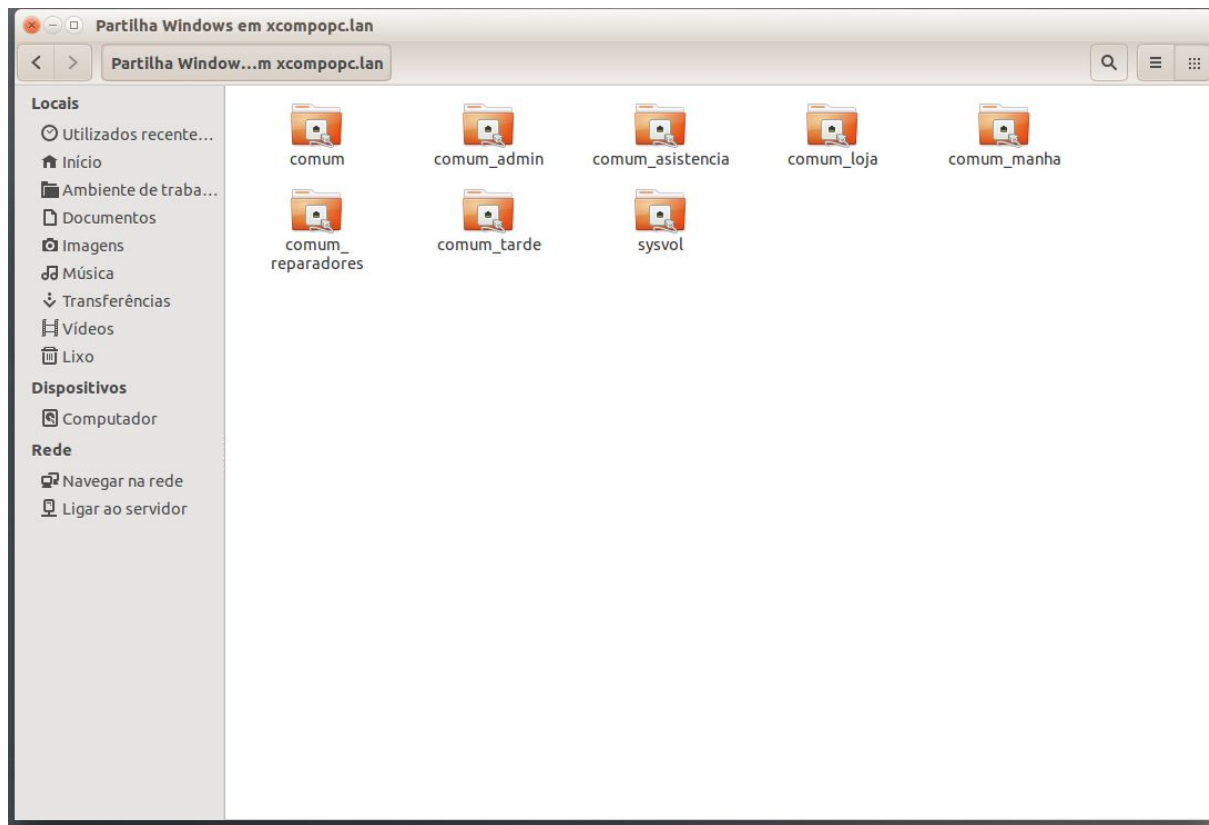 Partilha Windows em xcompopc.lan
Partilha Window...m xcompopc.lan
Locais
Utilizados recente...
Início
Ambiente de traba...
Documentos
Imagens
Música
Transferências
Vídeos
Lixo
Dispositivos
Computador
Rede
Navegar na rede
Ligar ao servidor
comum
comum_admin
comum_asistencia
comum_loja
comum_manha
comum_
reparadores
comum_tarde
sysvol